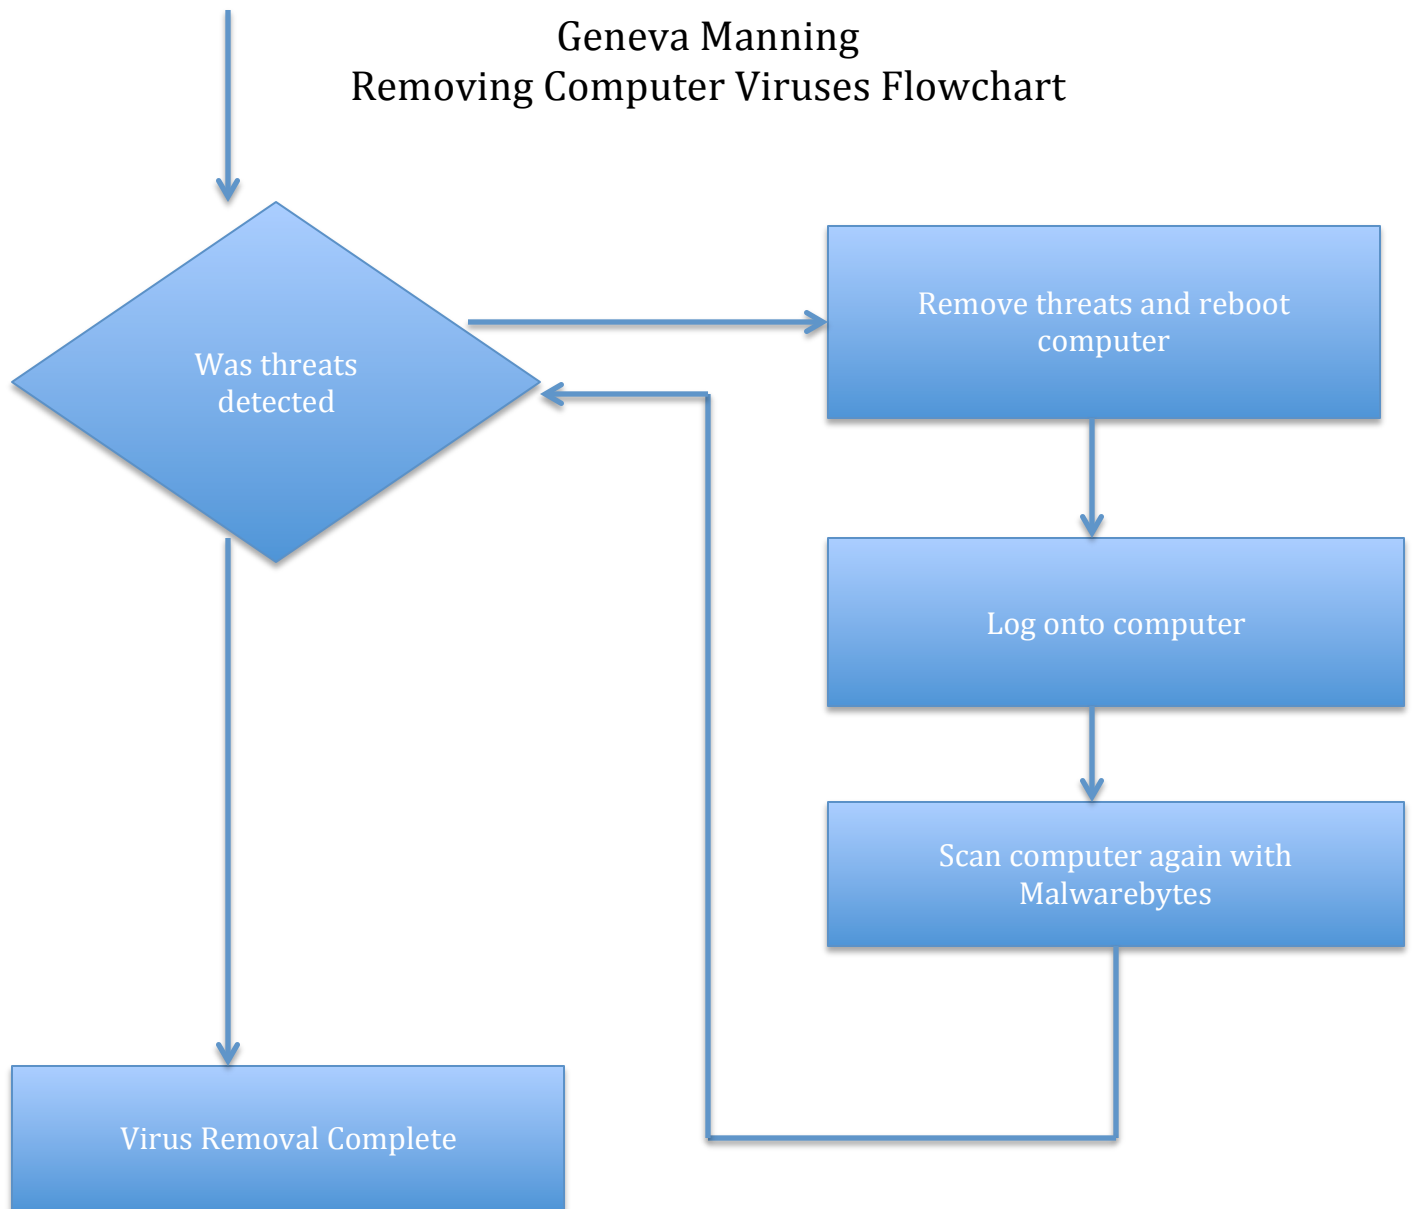 Geneva Manning
Removing Computer Viruses Flowchart
Was threats
detected
Remove threats and reboot
computer
Log onto computer
Scan computer again with
Malwarebytes
Virus Removal Complete